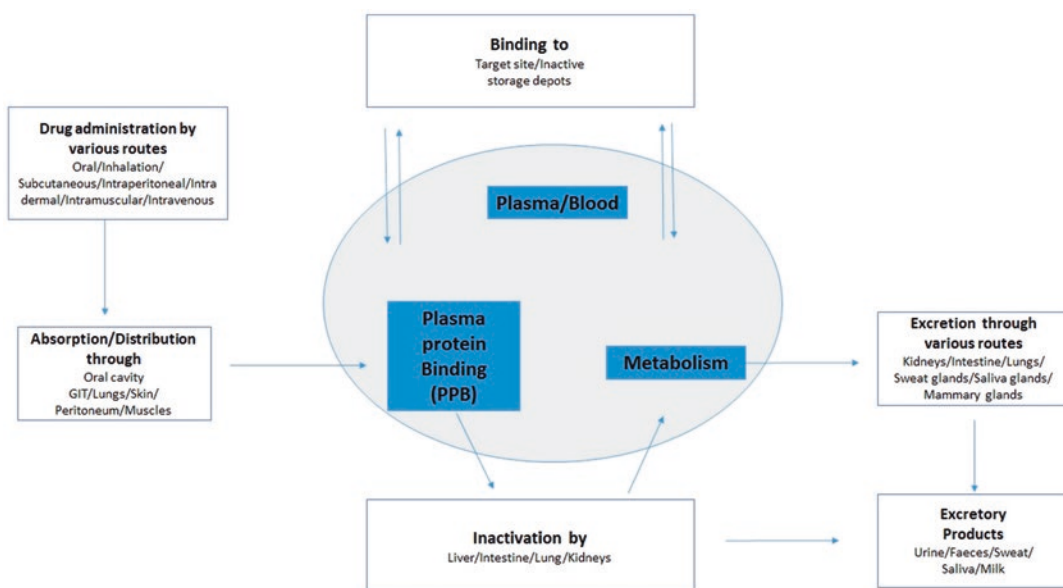 Binding to
Target site/Inactive
storage depots
Drug administration by
various routes
Oral/Inhalation/
Subcutaneous/Intraperitoneal/Intra
dermal/Intramuscular/Intravenous
Plasma/Blood
Absorption/Distribution
through
Oral cavity
GIT/Lungs/Skin/
Peritoneum/Muscles
Plasma
protein
Binding
(PPB)
Metabolism
Excretion through
various routes
Kidneys/Intestine/Lungs/
Sweat glands/Saliva glands/
Mammary glands
Inactivation by
Liver/Intestine/Lung/Kidneys
Excretory
Products
Urine/Faeces/Sweat/
Saliva/Milk